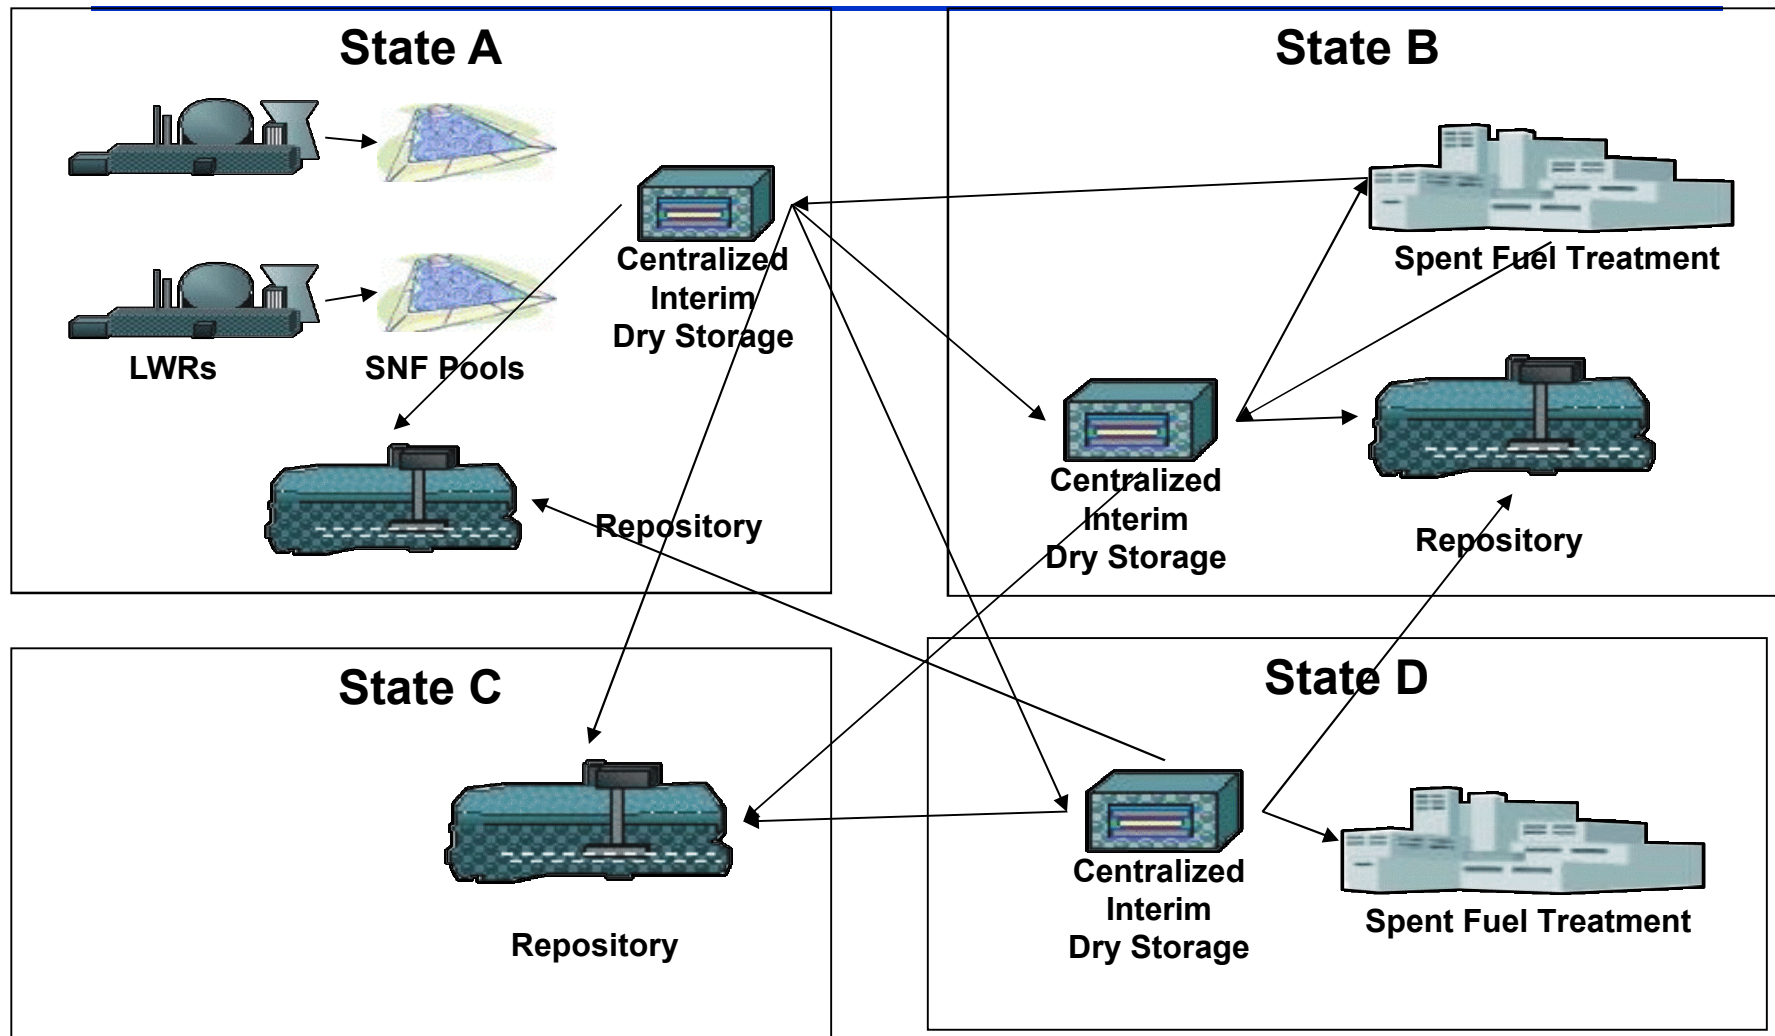 State A
LWRs
SNF Pools
Centralized
Interim
Dry Storage
Repository
State B
Spent Fuel Treatment
Centralized
Interim
Dry Storage
Repository
State C
Repository
State D
Centralized
Interim
Dry Storage
Spent Fuel Treatment